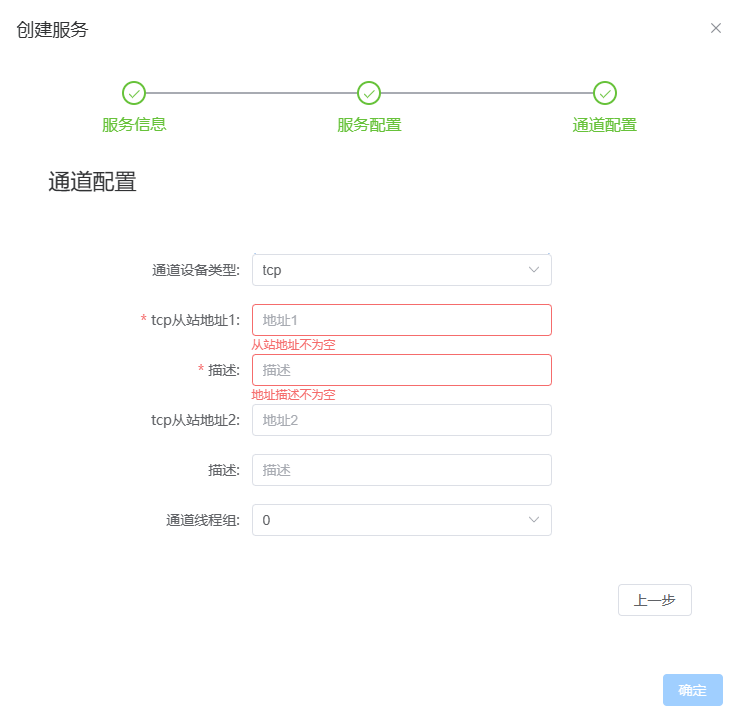 创建服务
服务信息
服务配置
通道配置
通道配置
通道设备类型:
tcp
* tcp从站地址1:
地址1
从站地址不为空
* 描述:
描述
地址描述不为空
tcp从站地址2:
地址2
描述:
描述
通道线程组:
0
上一步
确定